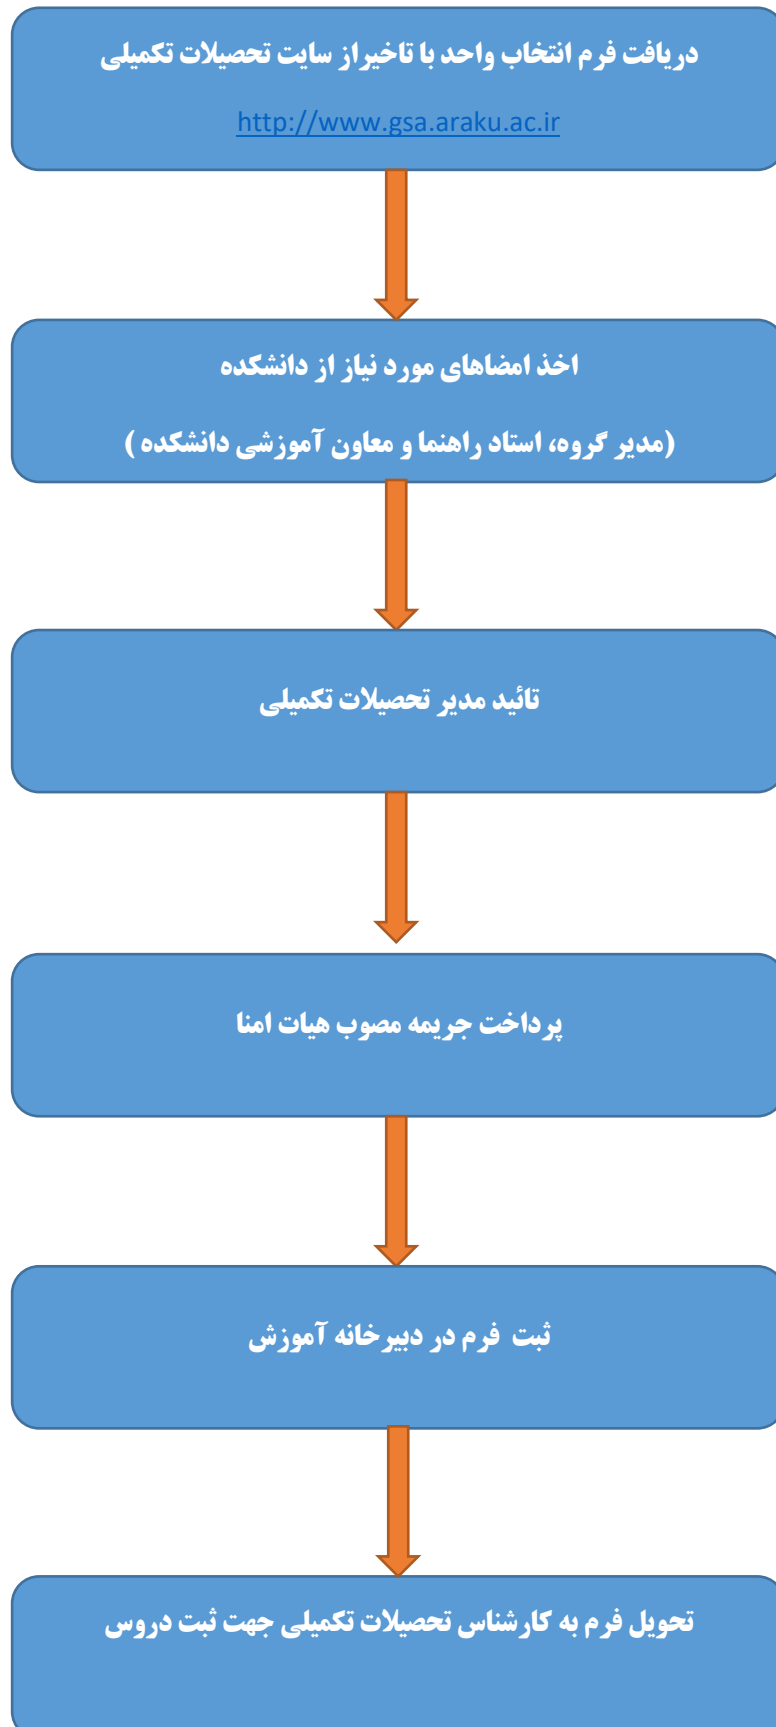 دریافت فرم انتخاب واحد با تاخیراز سایت تحصیلات تکمیلی
http://www.gsa.araku.ac.ir
اخذ امضاهای مورد نیاز از دانشکده
(مدیر گروه، استاد راهنما و معاون آموزشی دانشکده )
تائید مدیر تحصیلات تکمیلی
پرداخت جریمه مصوب هیات امنا
ثبت  فرم در دبیرخانه آموزش
تحویل فرم به کارشناس تحصیلات تکمیلی جهت ثبت دروس